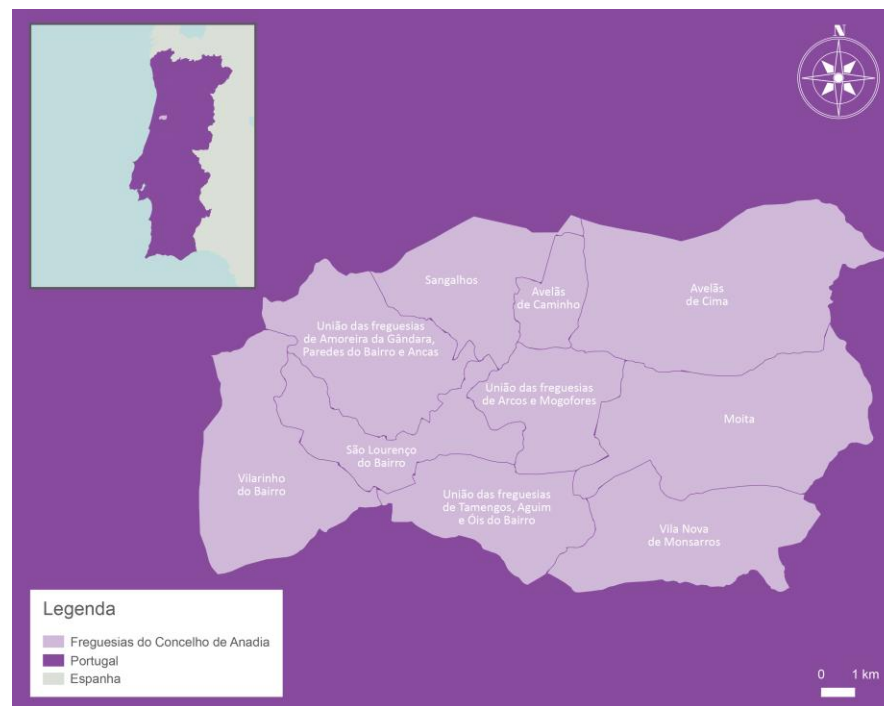 N
Sangalhos
Avelãs
de Caminho
Avelãs
de Cima
União das freguesias
de Amoreira da Gândara,
Paredes do Bairro e Ancas
União das freguesias
de Arcos e Mogofores
Moita
São Lourenço
do Bairro
Vilarinho
do Bairro
União das freguesias
de Tamengos, Aguim
e Óis do Bairro
Vila Nova
de Monsarros
Legenda
Freguesias do Concelho de Anadia
Portugal
Espanha
0 1 km